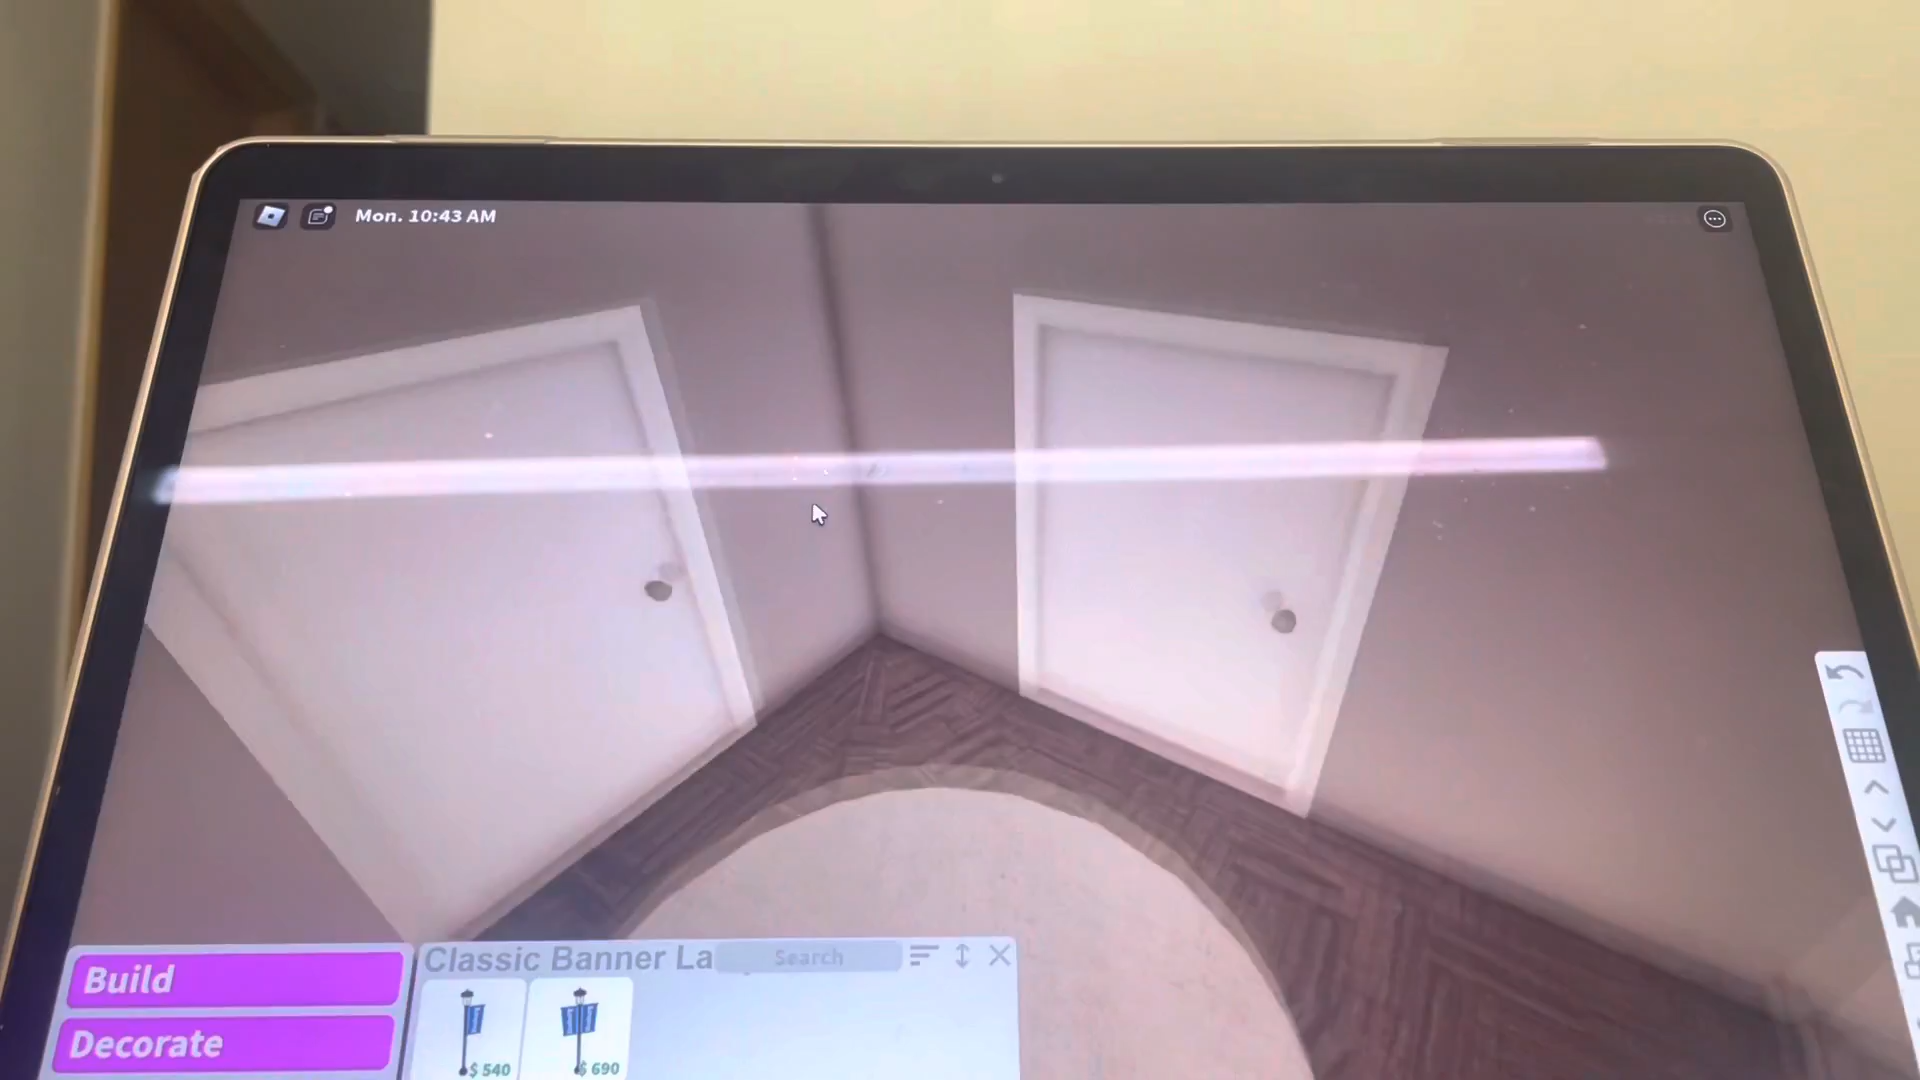 Mon. 10:43 AM
Build
Decorate
Classic Banner La
Search
$ 540
$ 690